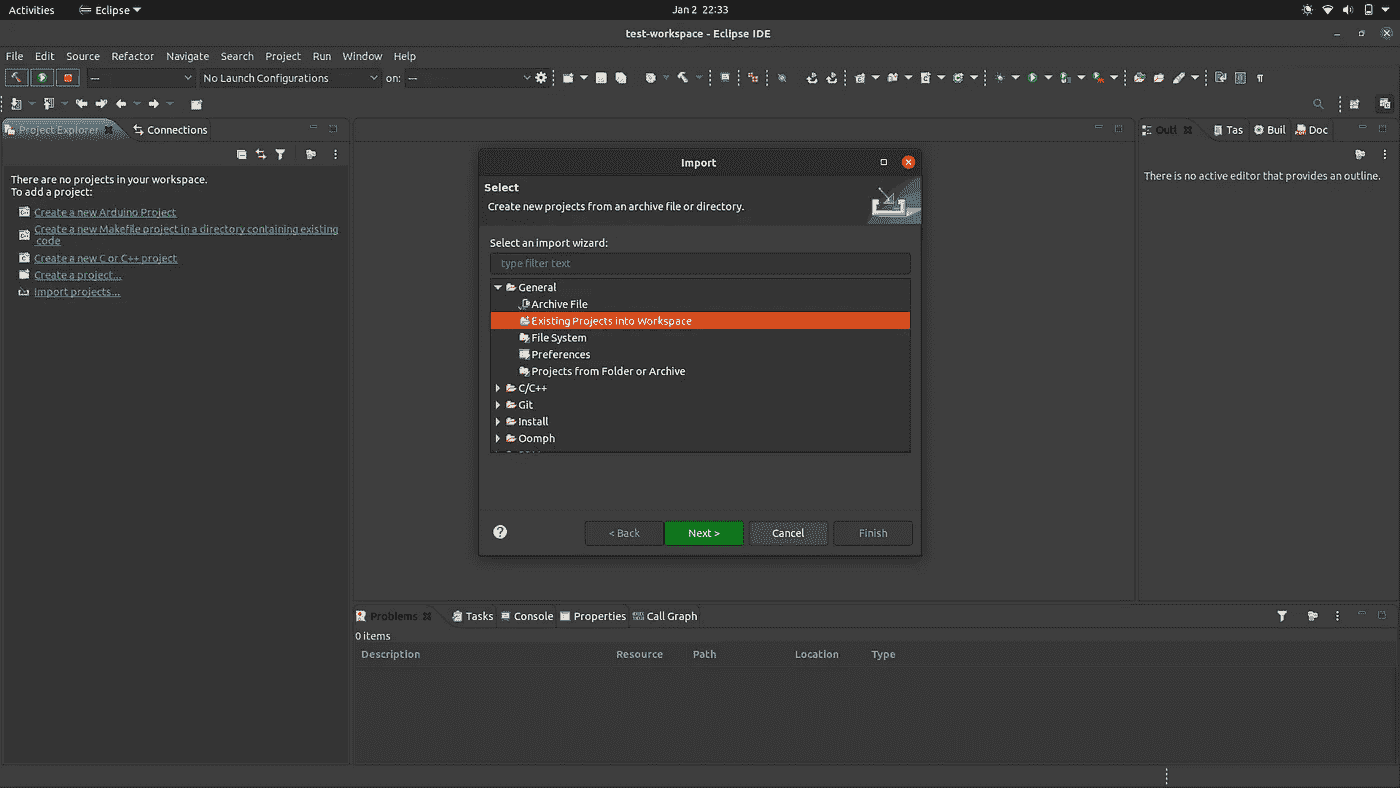 Activities Eclipse Jan 2 22:33
test-workspace - Eclipse IDE
File Edit Source Refactor Navigate Search Project Run Window Help
--- No Launch Configurations on: ---
Project Explorer Connections
Outl Tas Buil Doc
There are no projects in your workspace.
To add a project:
Create a new Arduino Project
Create a new Makefile project in a directory containing existing
code
Create a new C or C++ project
Create a project...
Import projects...
Import
Select
Create new projects from an archive file or directory.
Select an import wizard:
type filter text
General
Archive File
Existing Projects into Workspace
File System
Preferences
Projects from Folder or Archive
C/C++
Git
Install
Oomph
< Back Next > Cancel Finish
There is no active editor that provides an outline.
Problems Tasks Console Properties Call Graph
0 items
Description Resource Path Location Type